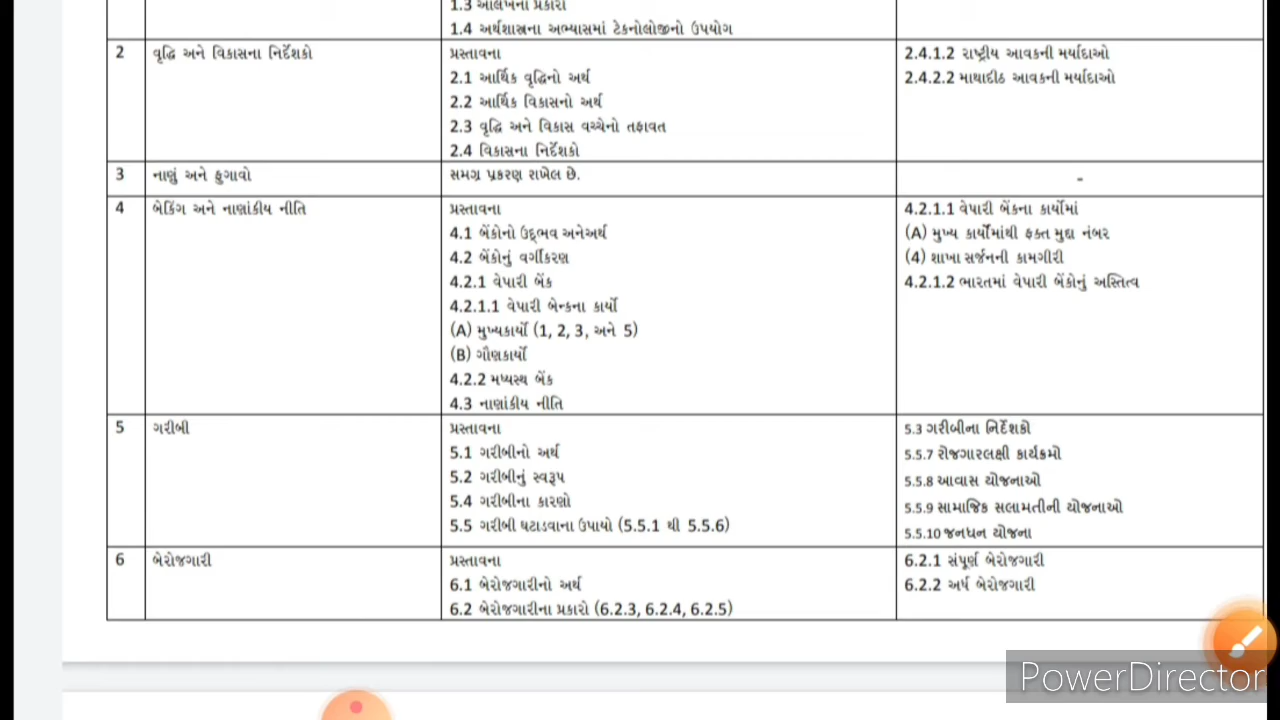 1.3 આલેખના પ્રકારો
1.4 અર્થશાસ્ત્રના અભ્યાસમાં ટેકનોલોજીનો ઉપયોગ
2 વૃદ્ધિ અને વિકાસના નિર્દેશકો
પ્રસ્તાવના
2.1 આર્થિક વૃદ્ધિનો અર્થ
2.2 આર્થિક વિકાસનો અર્થ
2.3 વૃદ્ધિ અને વિકાસ વચ્ચેનો તફાવત
2.4 વિકાસના નિર્દેશકો
2.4.1.2 રાષ્ટ્રીય આવકની મર્યાદાઓ
2.4.2.2 માથાદીઠ આવકની મર્યાદાઓ
3 નાણું અને ફુગાવો
સમગ્ર પ્રકરણ રાખેલ છે.
-
4 બેકિંગ અને નાણાંકીય નીતિ
પ્રસ્તાવના
4.1 બેંકોનો ઉદ્ભવ અનેઅર્થ
4.2 બેંકોનું વર્ગીકરણ
4.2.1 વેપારી બેંક
4.2.1.1 વેપારી બેન્કના કાર્યો
(A) મુખ્યકાર્યો (1, 2, 3, અને 5)
(B) ગૌણકાર્યો
4.2.2 મધ્યસ્થ બેંક
4.3 નાણાંકીય નીતિ
4.2.1.1 વેપારી બેંકના કાર્યોમાં
(A) મુખ્ય કાર્યોમાંથી ફક્ત મુદ્દા નંબર
(4) શાખા સર્જનની કામગીરી
4.2.1.2 ભારતમાં વેપારી બેંકોનું અસ્તિત્વ
5 ગરીબી
પ્રસ્તાવના
5.1 ગરીબીનો અર્થ
5.2 ગરીબીનું સ્વરૂપ
5.4 ગરીબીના કારણો
5.5 ગરીબી ઘટાડવાના ઉપાયો (5.5.1 થી 5.5.6)
5.3 ગરીબીના નિર્દેશકો
5.5.7 રોજગારલક્ષી કાર્યક્રમો
5.5.8 આવાસ યોજનાઓ
5.5.9 સામાજિક સલામતીની યોજનાઓ
5.5.10 જનધન યોજના
6 બેરોજગારી
પ્રસ્તાવના
6.1 બેરોજગારીનો અર્થ
6.2 બેરોજગારીના પ્રકારો (6.2.3, 6.2.4, 6.2.5)
6.2.1 સંપૂર્ણ બેરોજગારી
6.2.2 અર્ધ બેરોજગારી
PowerDirector